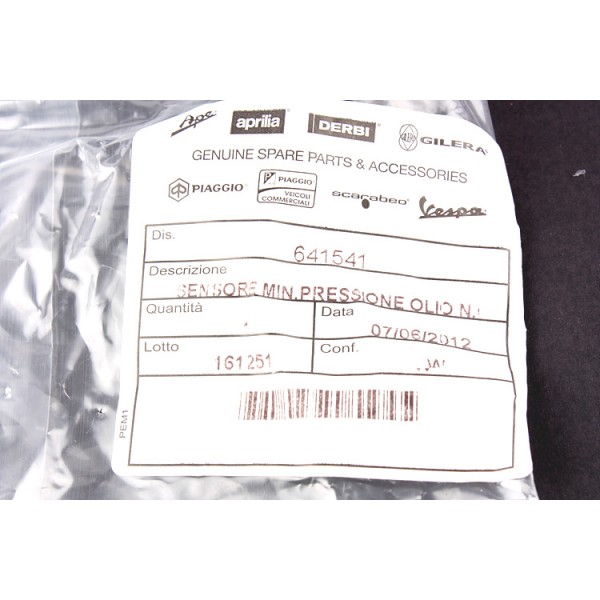 Ape aprilia DERBI GILERA
GENUINE SPARE PARTS & ACCESSORIES
PIAGGIO PIAGGIO VEICOLI COMMERCIALI scarabeo Vespa
Dis. 641541
Descrizione
SENSORE MIN.PRESSIONE OLIO
Quantità Data 07/06/2012
Lotto 161251 Conf.
PEM1